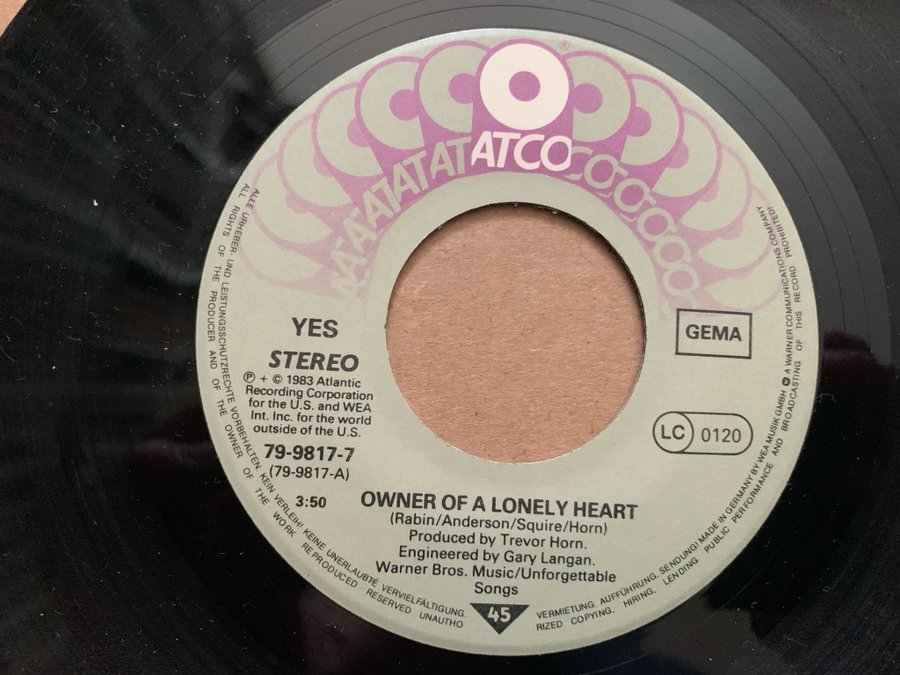 ATCO
YES
STEREO
℗ + © 1983 Atlantic
Recording Corporation
for the U.S. and WEA
Int. Inc. for the world
outside of the U.S.
79-9817-7
(79-9817-A)
3:50
GEMA
LC 0120
OWNER OF A LONELY HEART
(Rabin/Anderson/Squire/Horn)
Produced by Trevor Horn.
Engineered by Gary Langan.
Warner Bros. Music/Unforgettable
Songs
45
ALLE URHEBER- UND LEISTUNGSSCHUTZRECHTE VORBEHALTEN. KEIN VERLEIH! KEINE UNERLAUBTE VERVIELFÄLTIGUNG,
VERMIETUNG, AUFFÜHRUNG, SENDUNG! MADE IN GERMANY BY WEA MUSIK GMBH A WARNER COMMUNICATIONS COMPANY
ALL RIGHTS OF THE PRODUCER AND OF THE OWNER OF THE WORK REPRODUCED RESERVED UNAUTHO
RIZED COPYING, HIRING, LENDING PUBLIC PERFORMANCE AND BROADCASTING OF THIS RECORD PROHIBITED!